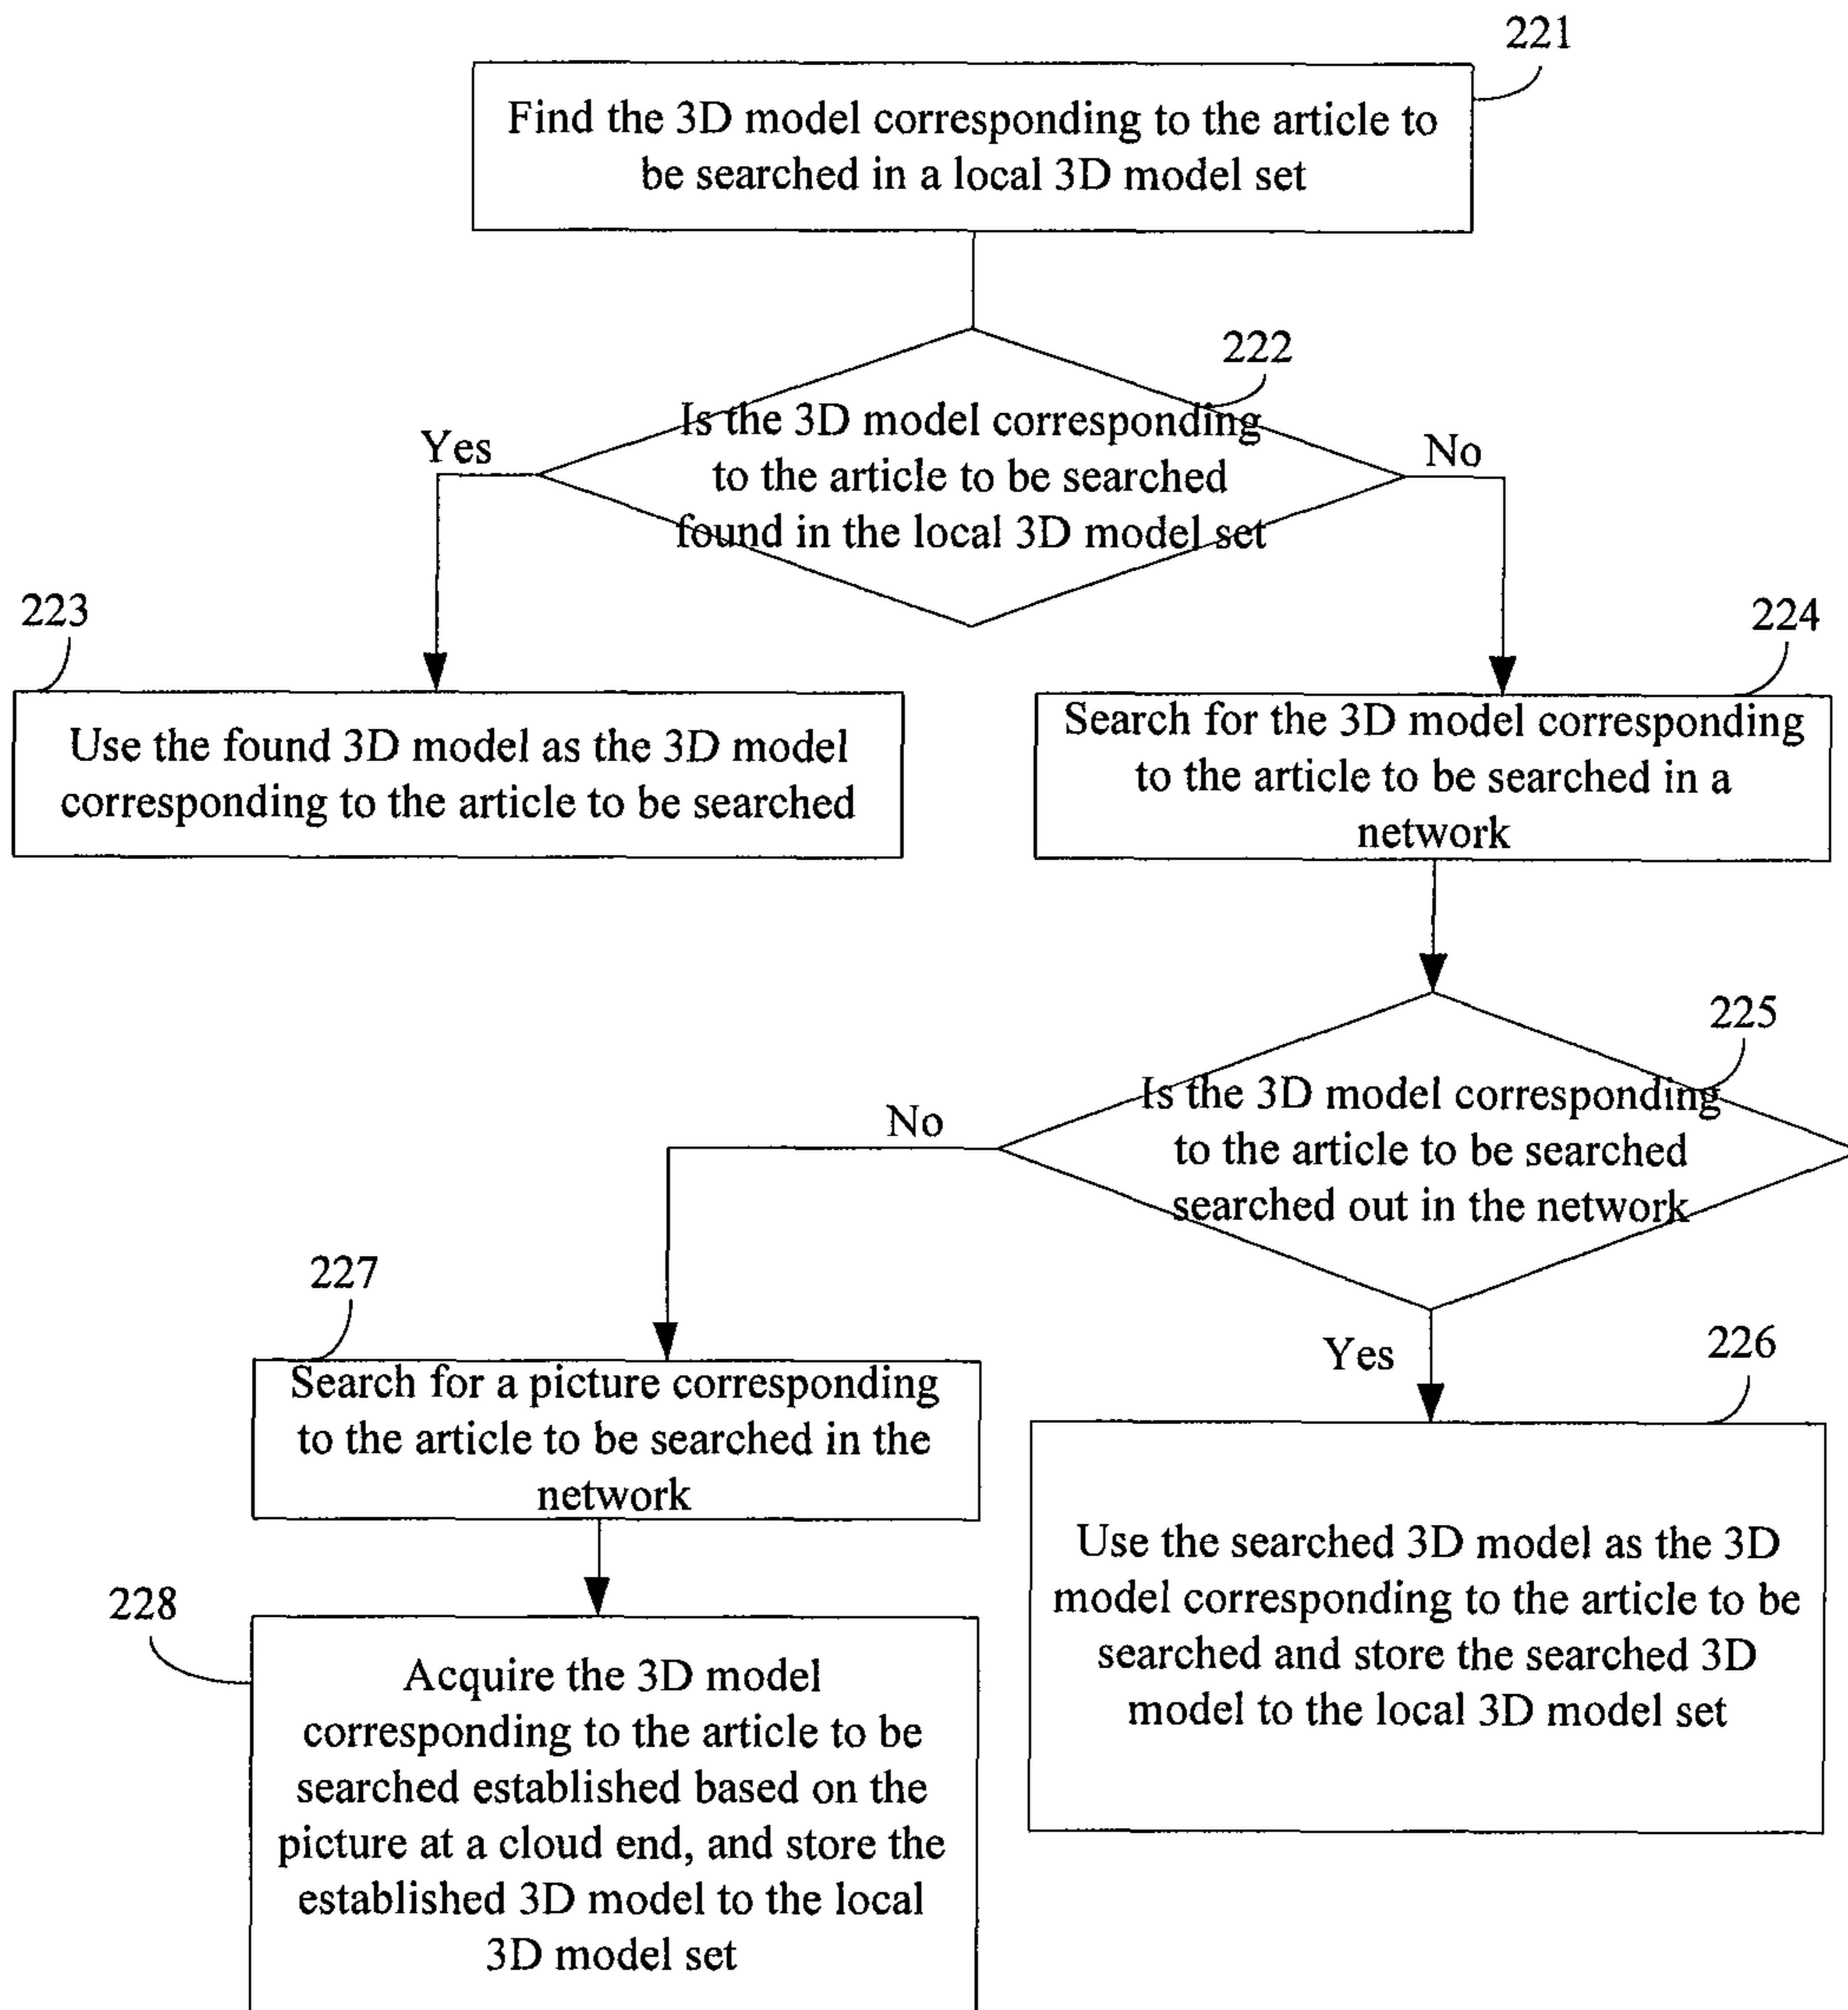 221
Find the 3D model corresponding to the article to
be searched in a local 3D model set
222
Is the 3D model corresponding
to the article to be searched
found in the local 3D model set
Yes
No
223
Use the found 3D model as the 3D model
corresponding to the article to be searched
224
Search for the 3D model corresponding
to the article to be searched in a
network
225
Is the 3D model corresponding
to the article to be searched
searched out in the network
No
Yes
227
Search for a picture corresponding
to the article to be searched in the
network
226
Use the searched 3D model as the 3D
model corresponding to the article to be
searched and store the searched 3D
model to the local 3D model set
228
Acquire the 3D model
corresponding to the article to be
searched established based on the
picture at a cloud end, and store the
established 3D model to the local
3D model set